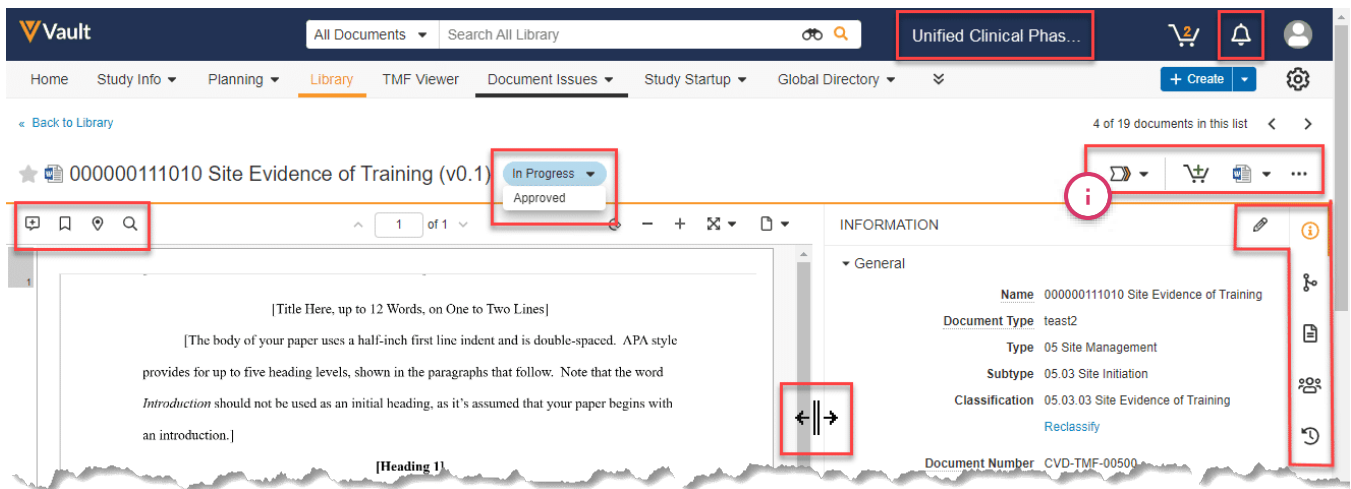 Vault
All Documents Search All Library Unified Clinical Phas... 2
Home Study Info Planning Library TMF Viewer Document Issues Study Startup Global Directory + Create
« Back to Library 4 of 19 documents in this list
000000111010 Site Evidence of Training (v0.1) In Progress
Approved
i
1 of 1
INFORMATION
General
1
[Title Here, up to 12 Words, on One to Two Lines]
[The body of your paper uses a half-inch first line indent and is double-spaced. APA style
provides for up to five heading levels, shown in the paragraphs that follow. Note that the word
Introduction should not be used as an initial heading, as it's assumed that your paper begins with
an introduction.]
[Heading 1]
Name 000000111010 Site Evidence of Training
Document Type teast2
Type 05 Site Management
Subtype 05.03 Site Initiation
Classification 05.03.03 Site Evidence of Training
Reclassify
Document Number CVD-TMF-00500